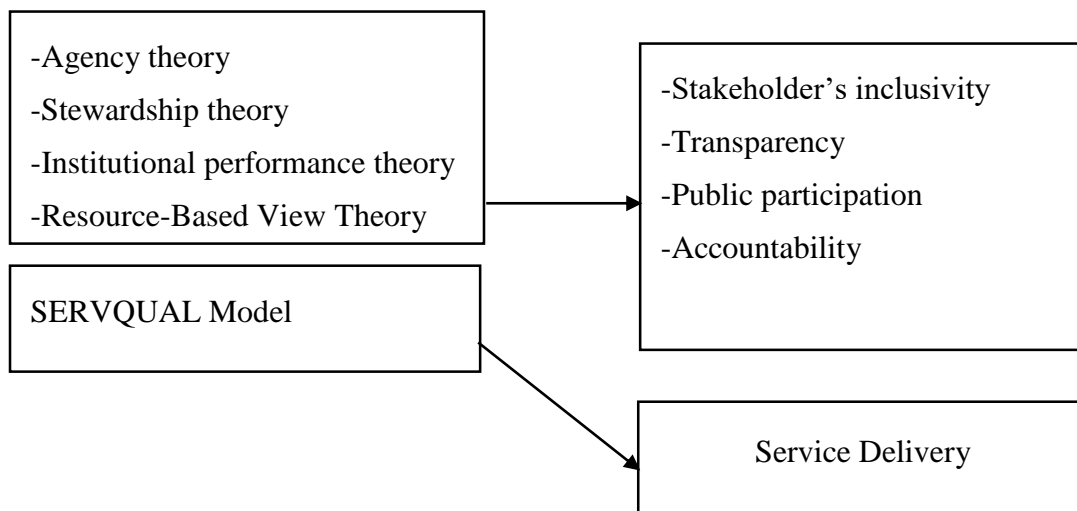 -Agency theory
-Stewardship theory
-Institutional performance theory
-Resource-Based View Theory
-Stakeholder’s inclusivity
-Transparency
-Public participation
-Accountability
SERVQUAL Model
Service Delivery